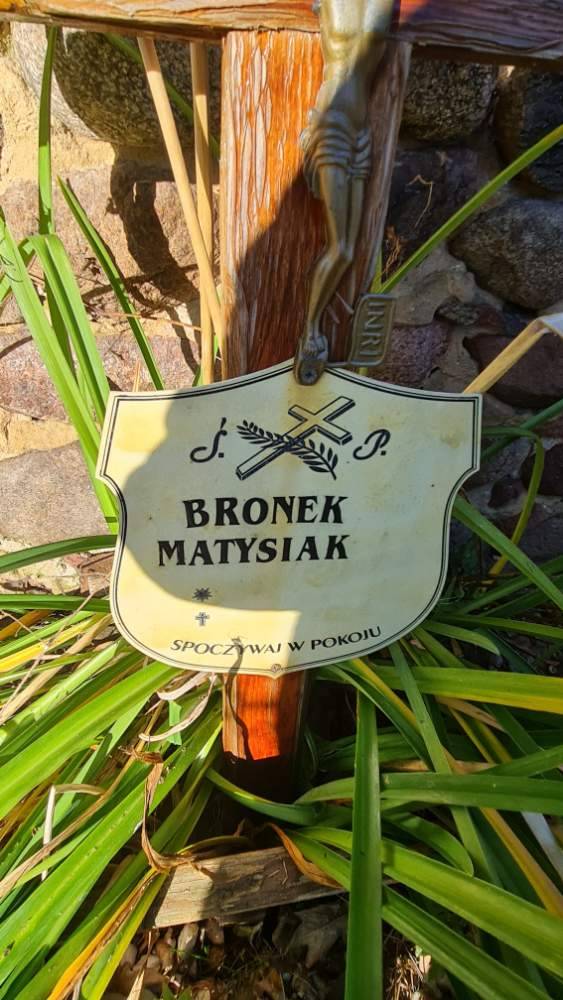 INRI
Ś. P.
BRONEK
MATYSIAK
SPOCZYWAJ W POKOJU